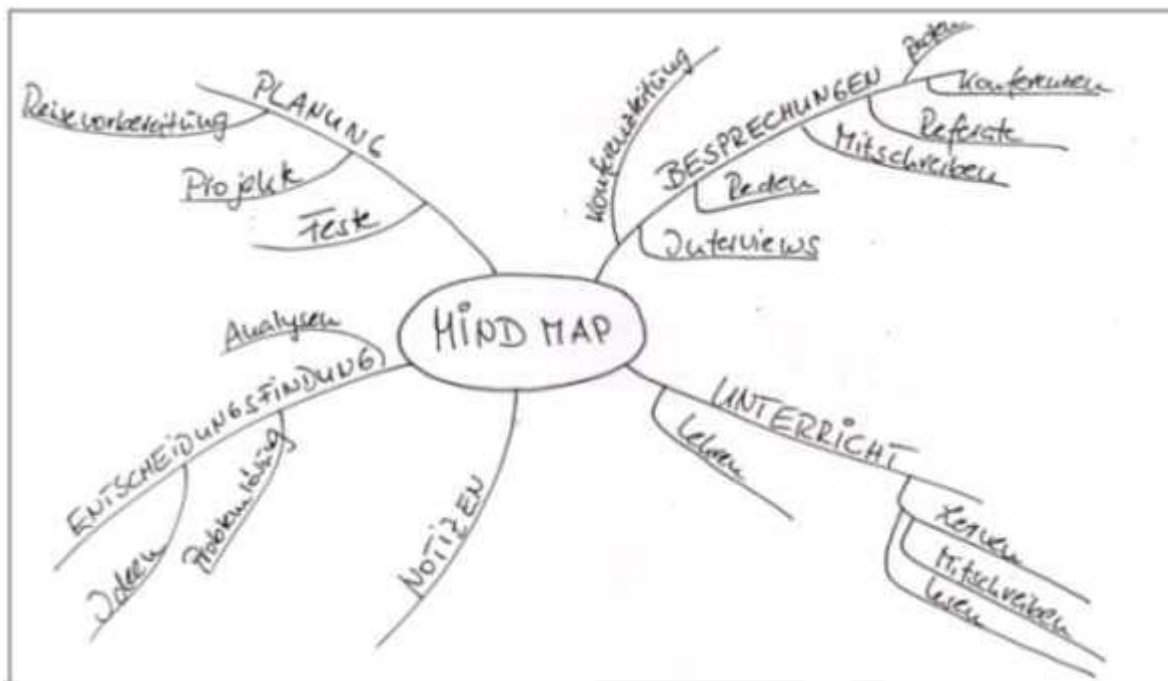 PLANUNG
Reisevorbereitung
Projekt
Teste
Konferenzleitung
BESPRECHUNGEN
Konferenzen
Referate
Mitschreiben
Reden
Interviews
MIND MAP
Analysen
ENTSCHEIDUNGSFINDUNG
Problemlösung
Ideen
NOTIZEN
UNTERRICHT
Lehren
Lernen
Mitschreiben
Lesen